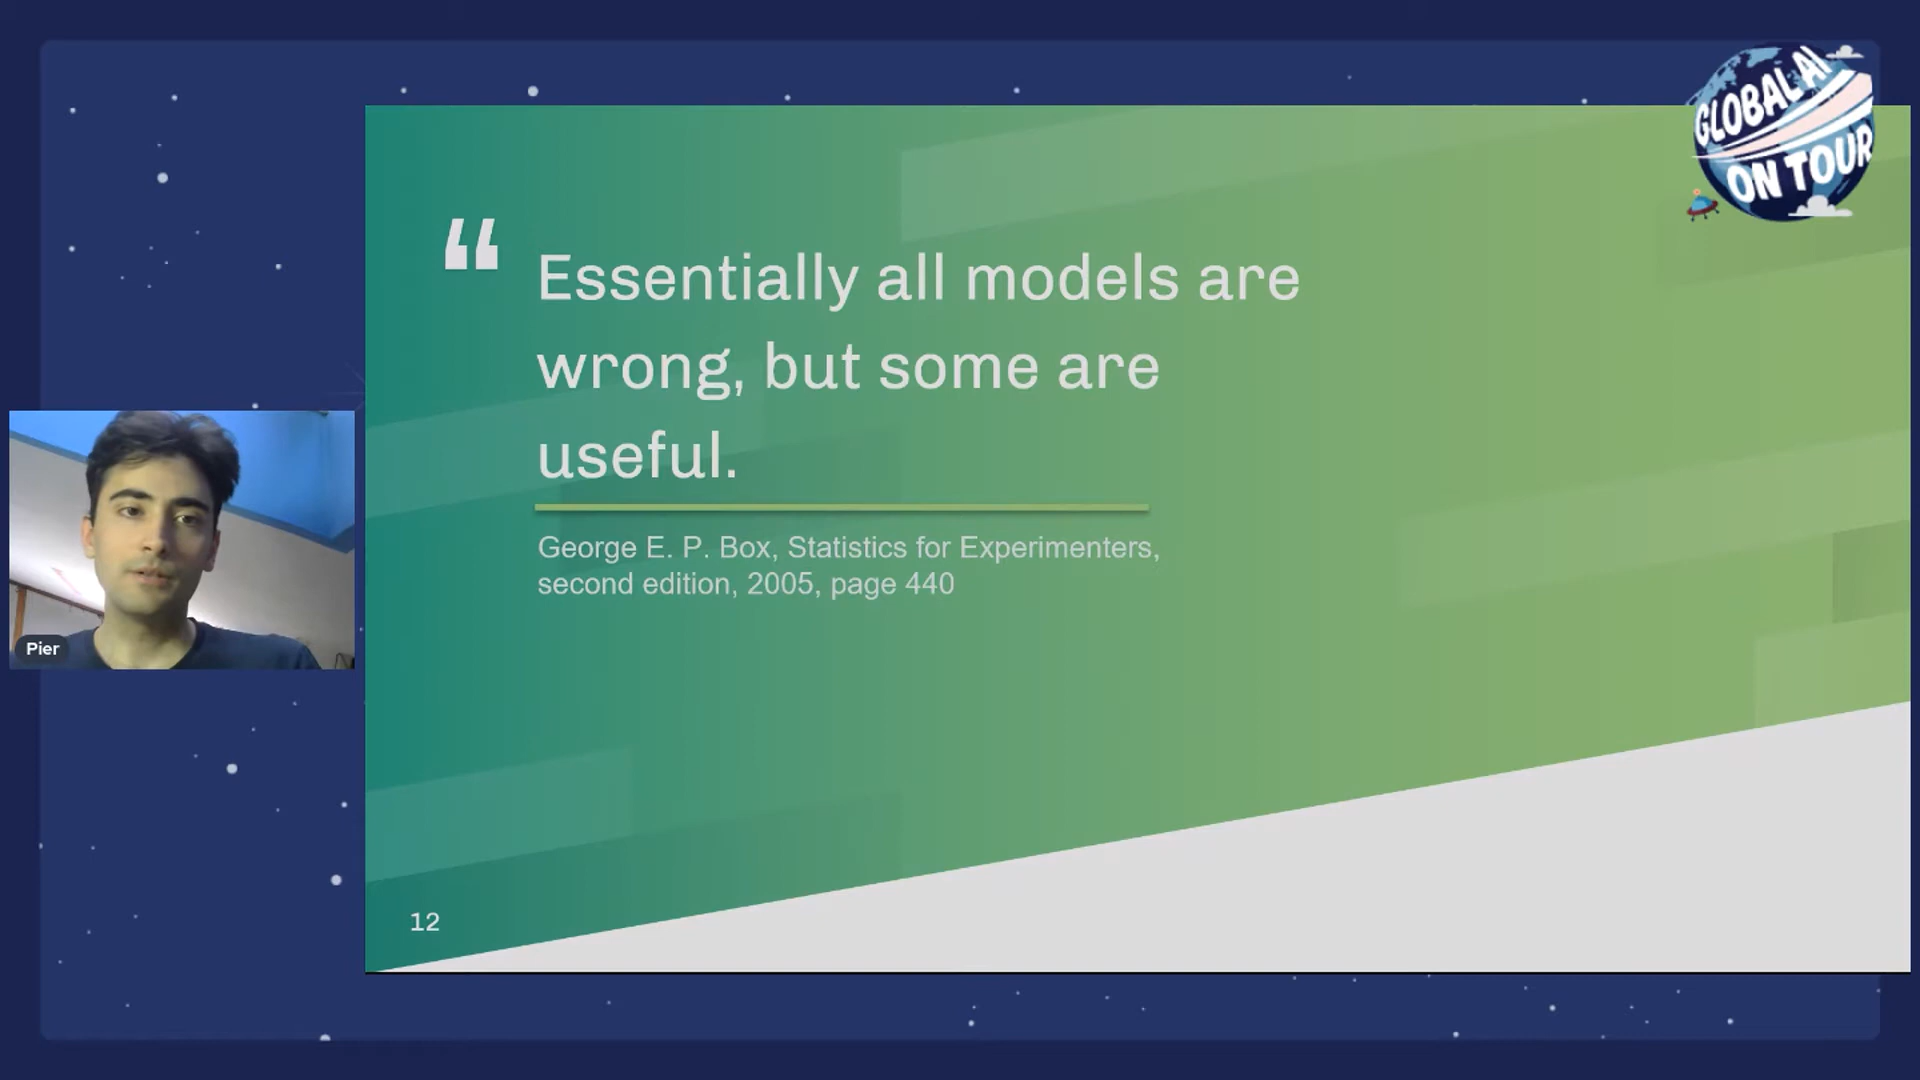 GLOBAL AI
ON TOUR
“
Essentially all models are
wrong, but some are
useful.
George E. P. Box, Statistics for Experimenters,
second edition, 2005, page 440
Pier
12